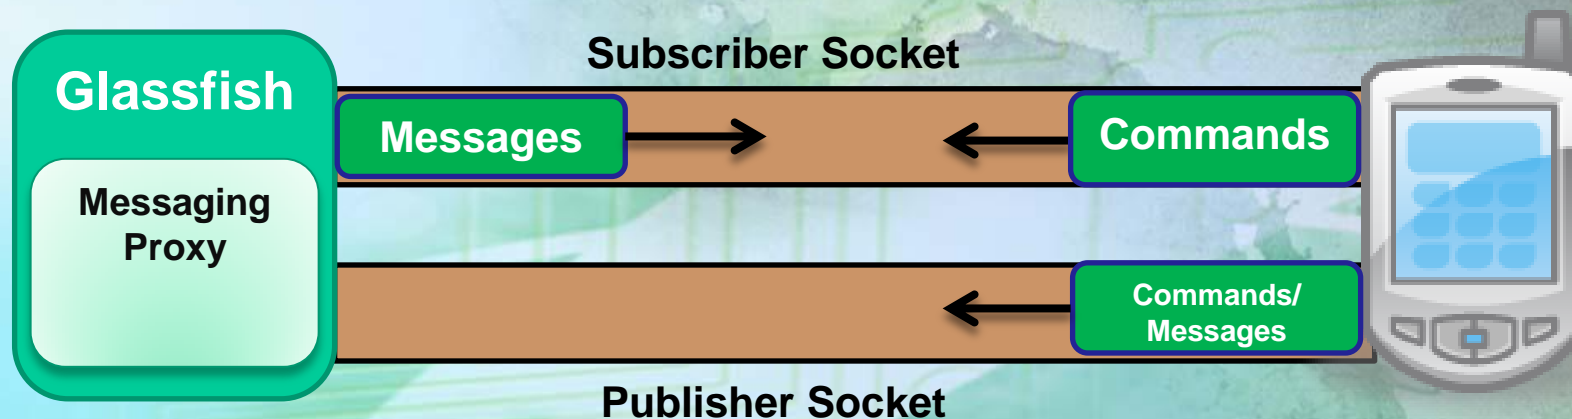 Subscriber Socket
Glassfish
Messages
Commands
Messaging
Proxy
Commands/
Messages
Publisher Socket